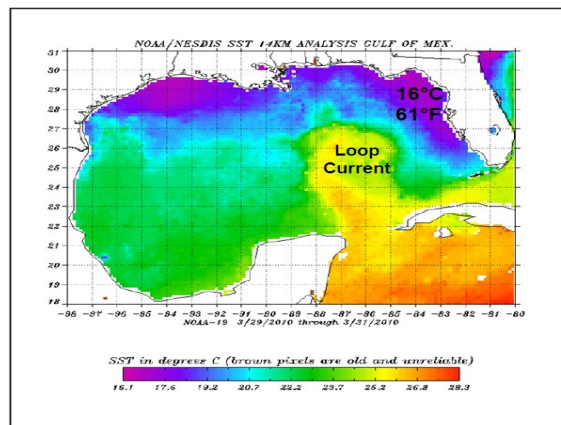 NOAA/NESDIS SST 14KM ANALYSIS GULF OF MEX.
31
30
29
28
27
26
25
24
23
22
21
20
19
18
16°C
61°F
Loop
Current
-98 -97 -96 -95 -94 -93 -92 -91 -90 -89 -88 -87 -86 -85 -84 -83 -82 -81 -80
NOAA-19 3/29/2010 through 3/31/2010
SST in degrees C (brown pixels are old and unreliable)
16.1 17.6 19.2 20.7 22.2 23.7 25.2 26.8 28.3